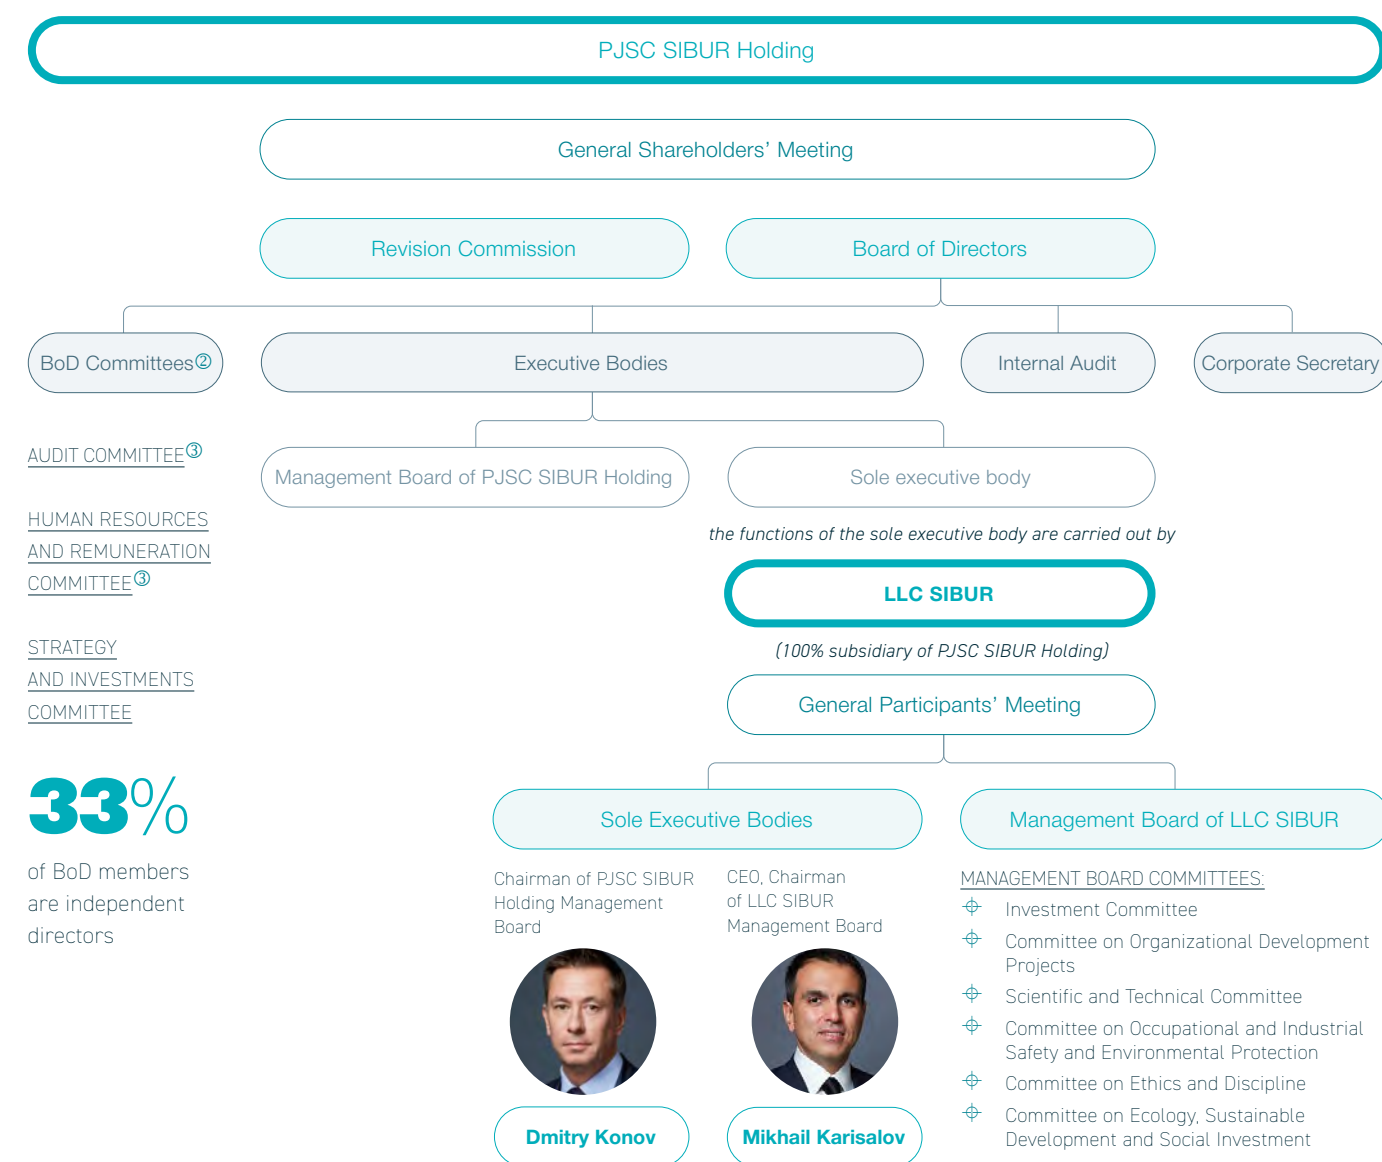 PJSC SIBUR Holding
General Shareholders’ Meeting
Revision Commission
Board of Directors
BoD Committees②
Executive Bodies
Internal Audit
Corporate Secretary
AUDIT COMMITTEE③
HUMAN RESOURCES
AND REMUNERATION
COMMITTEE③
STRATEGY
AND INVESTMENTS
COMMITTEE
33%
of BoD members
are independent
directors
Management Board of PJSC SIBUR Holding
Sole executive body
the functions of the sole executive body are carried out by
LLC SIBUR
(100% subsidiary of PJSC SIBUR Holding)
General Participants’ Meeting
Sole Executive Bodies
Management Board of LLC SIBUR
Chairman of PJSC SIBUR
Holding Management
Board
Dmitry Konov
CEO, Chairman
of LLC SIBUR
Management Board
Mikhail Karisalov
MANAGEMENT BOARD COMMITTEES:
Investment Committee
Committee on Organizational Development
Projects
Scientific and Technical Committee
Committee on Occupational and Industrial
Safety and Environmental Protection
Committee on Ethics and Discipline
Committee on Ecology, Sustainable
Development and Social Investment